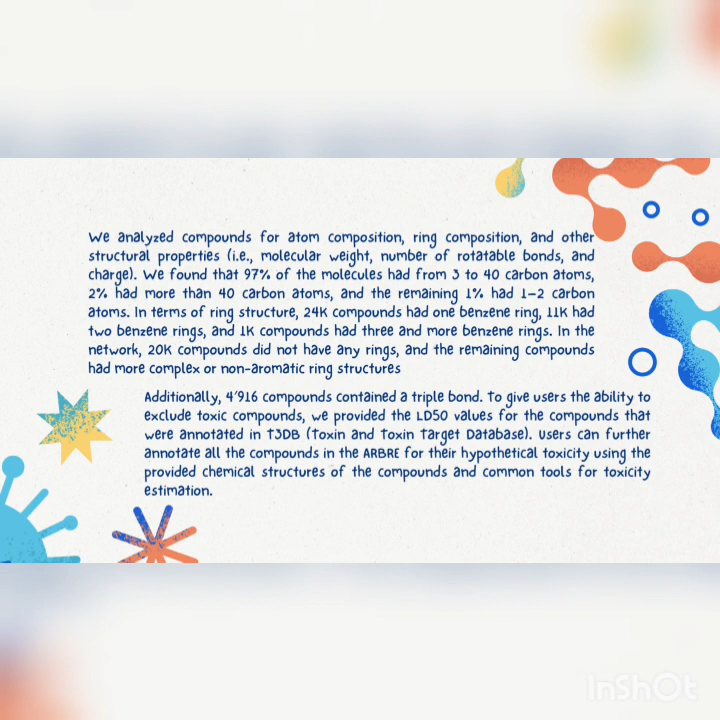 We analyzed compounds for atom composition, ring composition, and other
structural properties (i.e., molecular weight, number of rotatable bonds, and
charge). We found that 97% of the molecules had from 3 to 40 carbon atoms,
2% had more than 40 carbon atoms, and the remaining 1% had 1–2 carbon
atoms. In terms of ring structure, 24K compounds had one benzene ring, 11K had
two benzene rings, and 1K compounds had three and more benzene rings. In the
network, 20K compounds did not have any rings, and the remaining compounds
had more complex or non-aromatic ring structures
Additionally, 4'916 compounds contained a triple bond. To give users the ability to
exclude toxic compounds, we provided the LD50 values for the compounds that
were annotated in T3DB (Toxin and Toxin Target Database). Users can further
annotate all the compounds in the ARBRE for their hypothetical toxicity using the
provided chemical structures of the compounds and common tools for toxicity
estimation.
InShOt